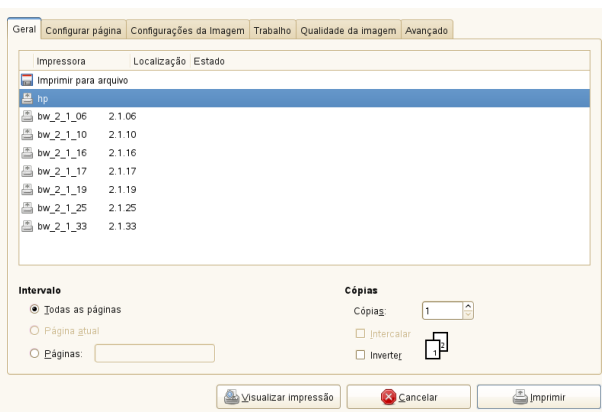 Geral Configurar página Configurações da Imagem Trabalho Qualidade da imagem Avançado
Impressora Localização Estado
Imprimir para arquivo
hp
bw_2_1_06 2.1.06
bw_2_1_10 2.1.10
bw_2_1_16 2.1.16
bw_2_1_17 2.1.17
bw_2_1_19 2.1.19
bw_2_1_25 2.1.25
bw_2_1_33 2.1.33
Intervalo Cópias
Todas as páginas Cópias: 1
Página atual Intercalar
Páginas: Inverter
1 2
Visualizar impressão Cancelar Imprimir